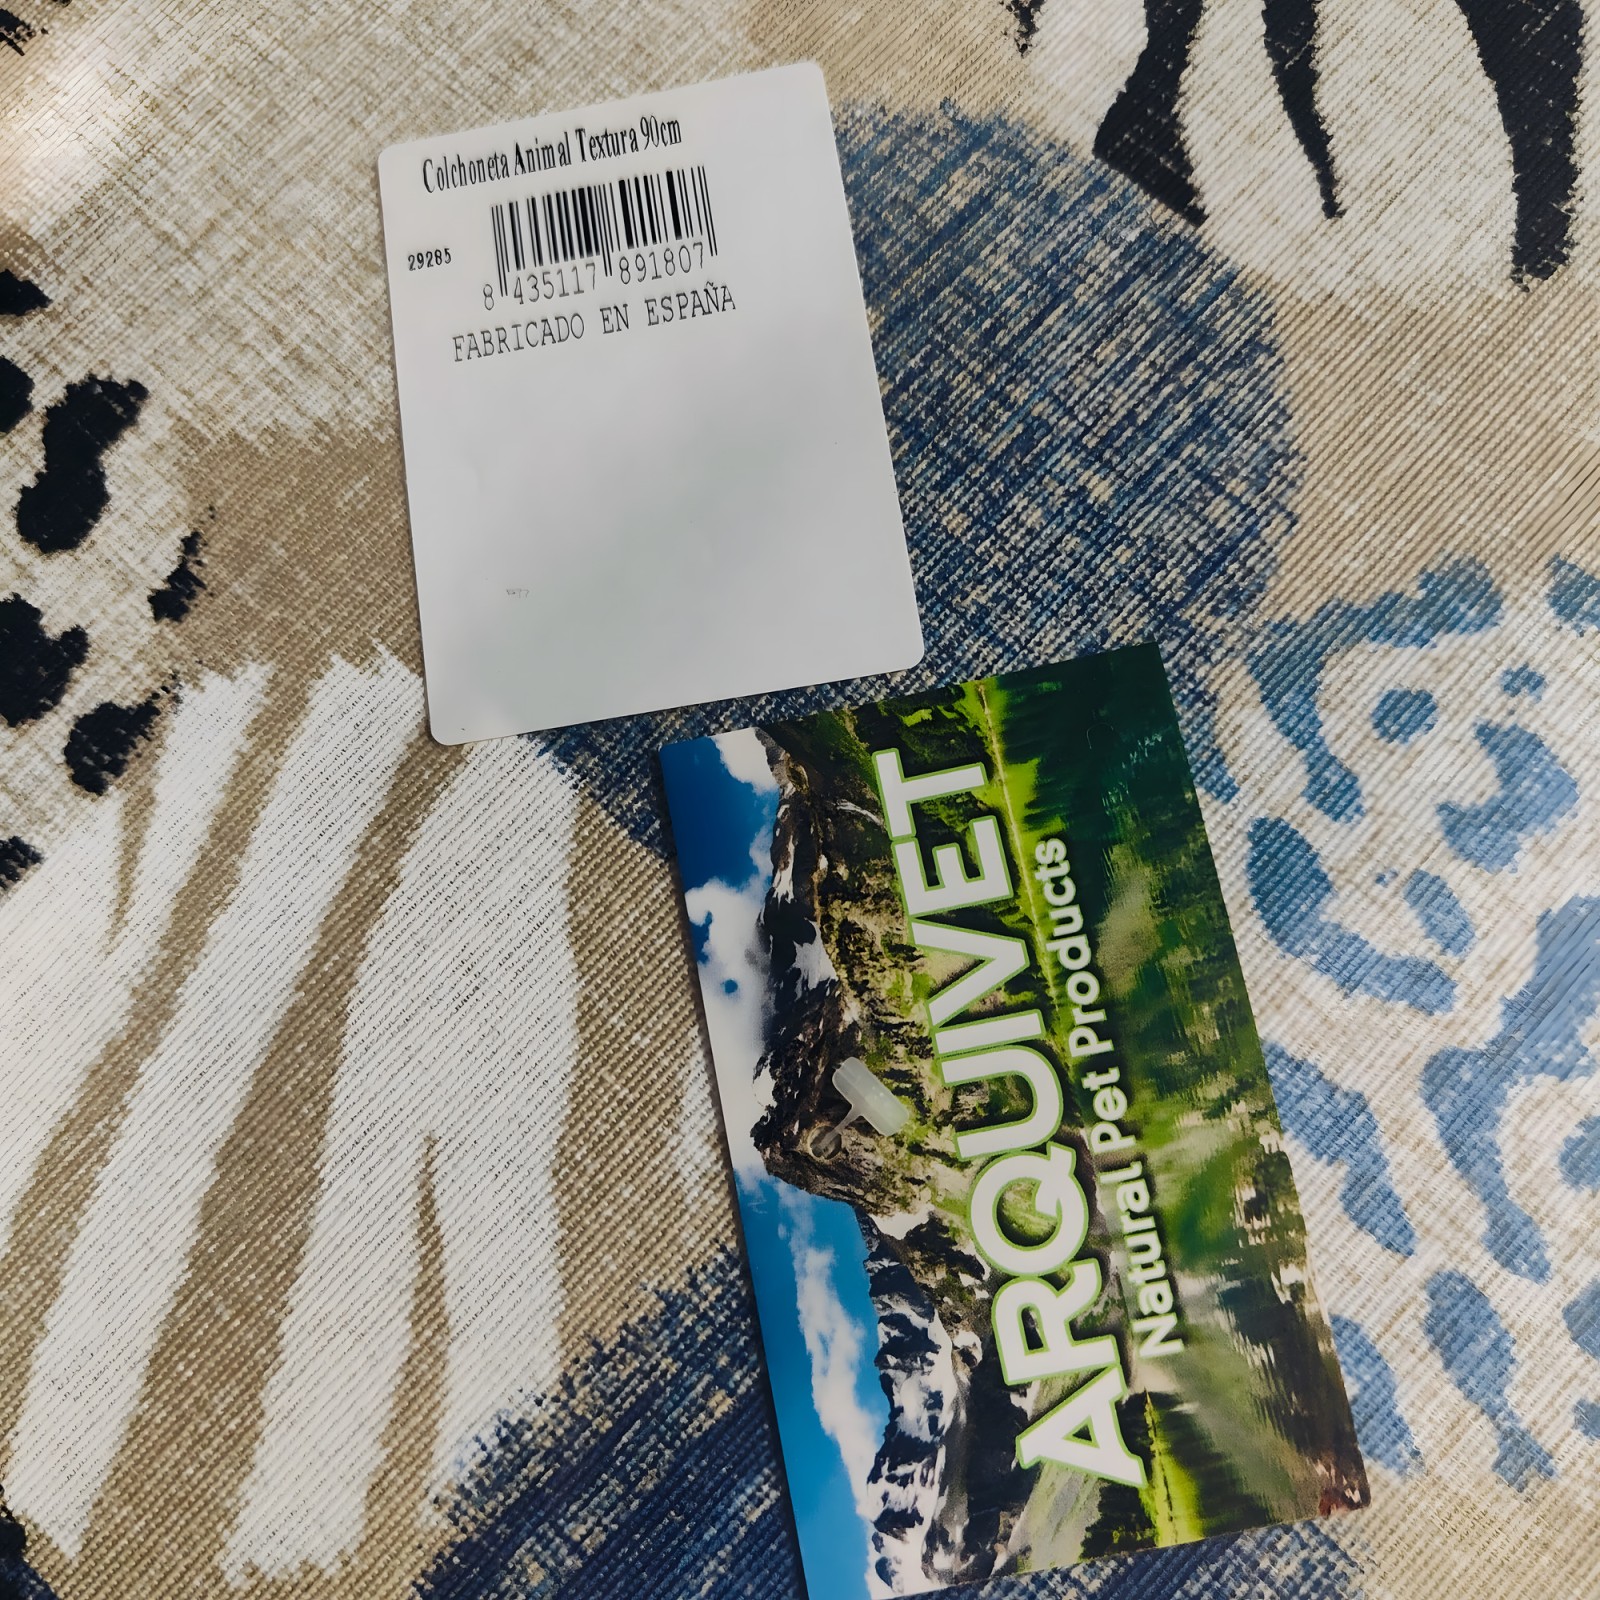 Colchoneta Animal Textura 90cm
29285
8 435117 891807
FABRICADO EN ESPAÑA
ARQUIVET
Natural Pet Products